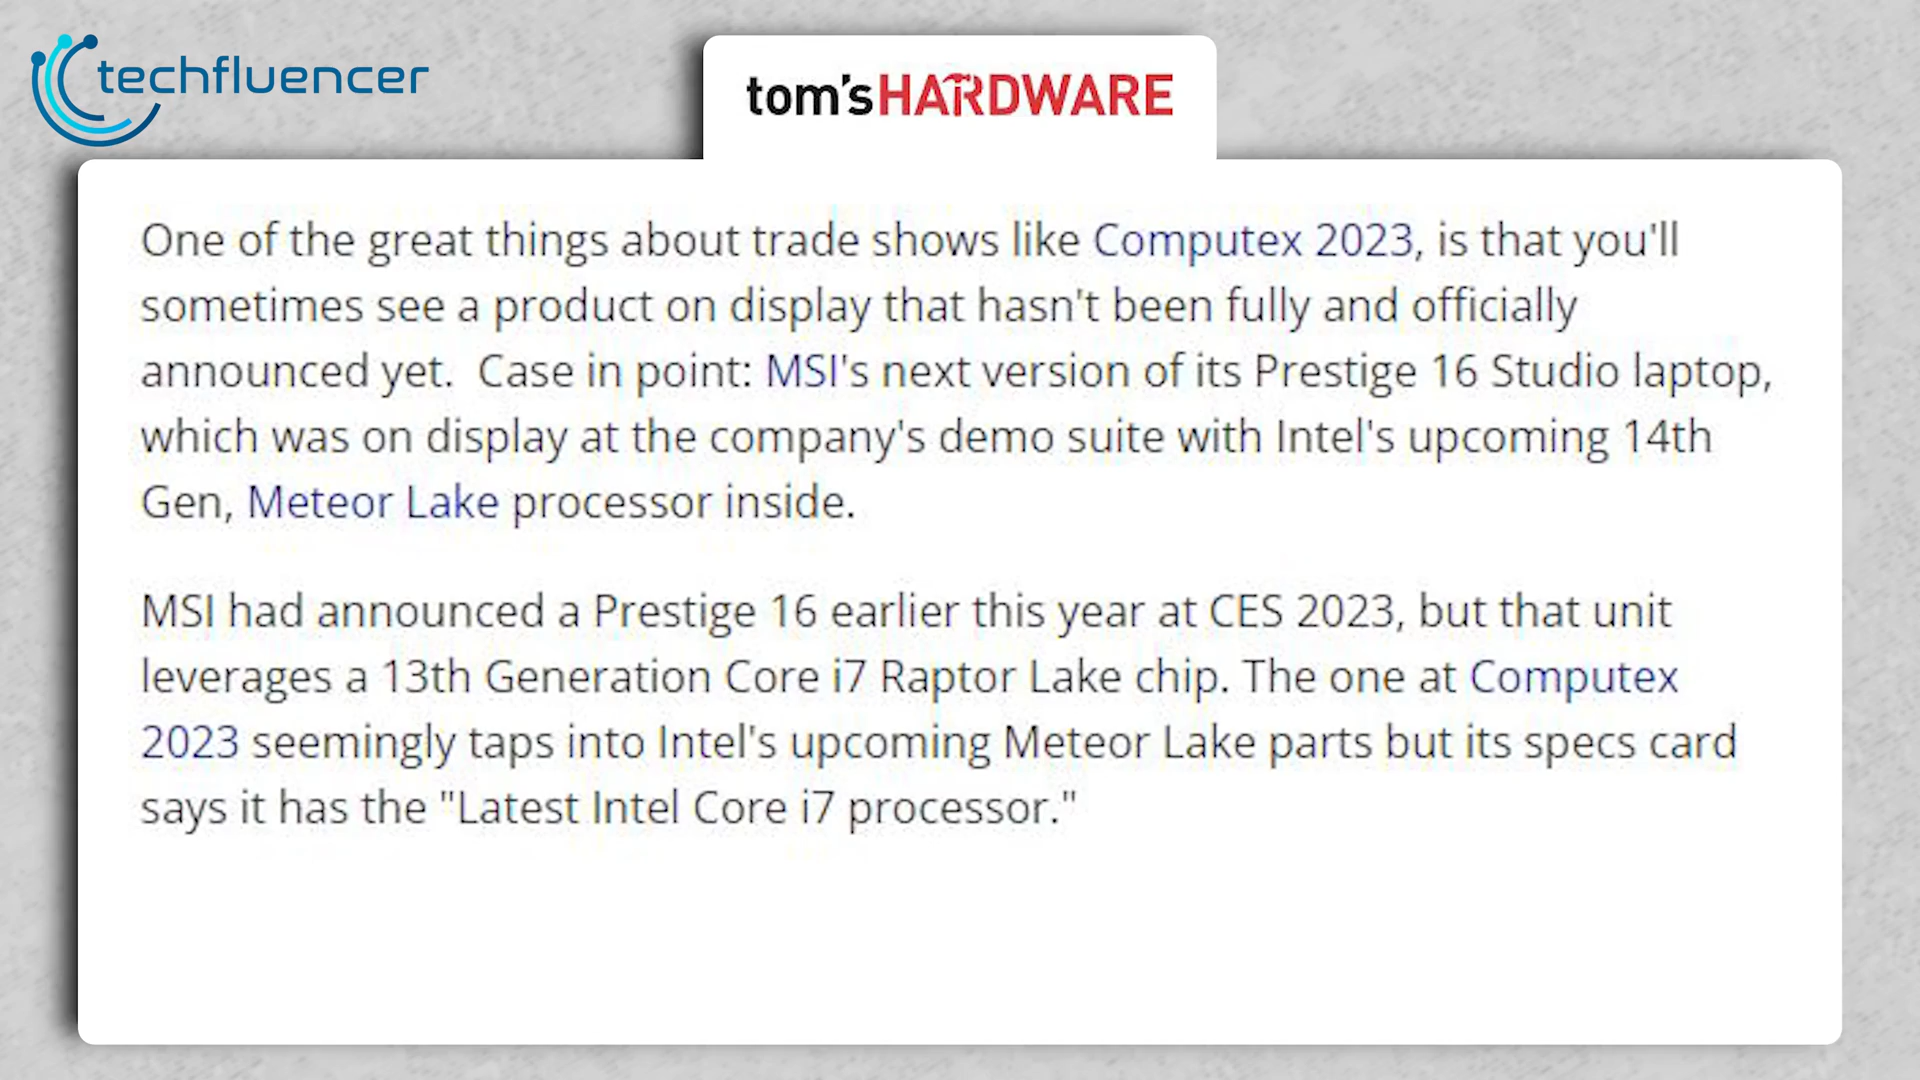 techfluencer
tom'sHARDWARE
One of the great things about trade shows like Computex 2023, is that you'll
sometimes see a product on display that hasn't been fully and officially
announced yet.  Case in point: MSI's next version of its Prestige 16 Studio laptop,
which was on display at the company's demo suite with Intel's upcoming 14th
Gen, Meteor Lake processor inside.
MSI had announced a Prestige 16 earlier this year at CES 2023, but that unit
leverages a 13th Generation Core i7 Raptor Lake chip. The one at Computex
2023 seemingly taps into Intel's upcoming Meteor Lake parts but its specs card
says it has the "Latest Intel Core i7 processor."